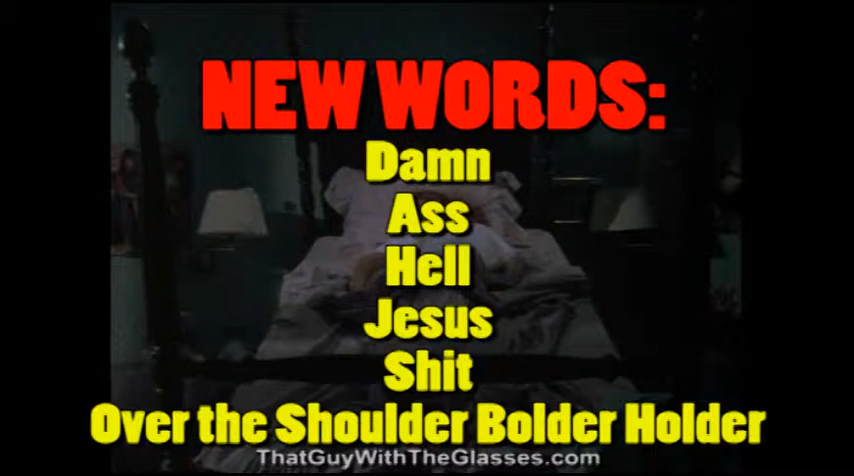 NEW WORDS:
Damn
Ass
Hell
Jesus
Shit
Over the Shoulder Bolder Holder
ThatGuyWithTheGlasses.com